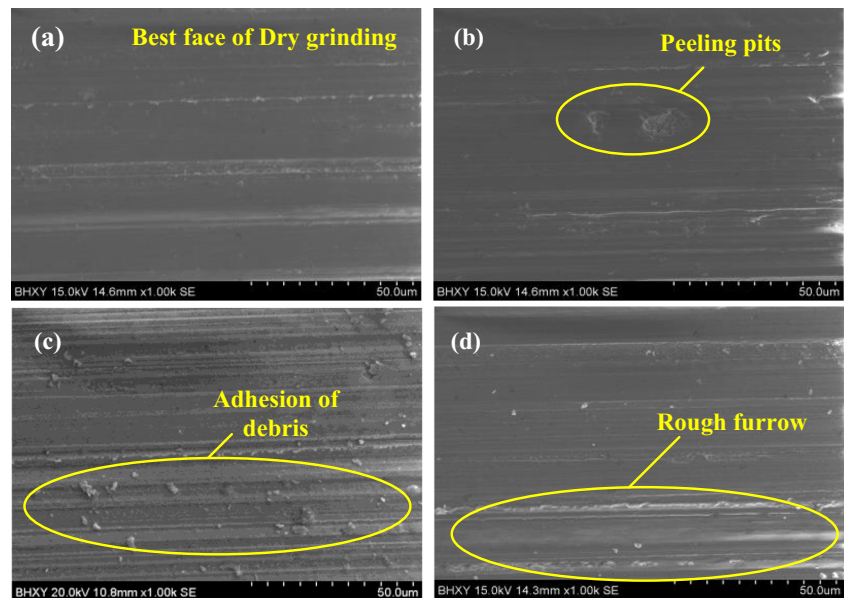 (a)
Best face of Dry grinding
BHXY 15.0kV 14.6mm x1.00k SE
50.0um
(b)
Peeling pits
BHXY 15.0kV 14.6mm x1.00k SE
50.0um
(c)
Adhesion of
debris
BHXY 20.0kV 10.8mm x1.00k SE
50.0um
(d)
Rough furrow
BHXY 15.0kV 14.3mm x1.00k SE
50.0um